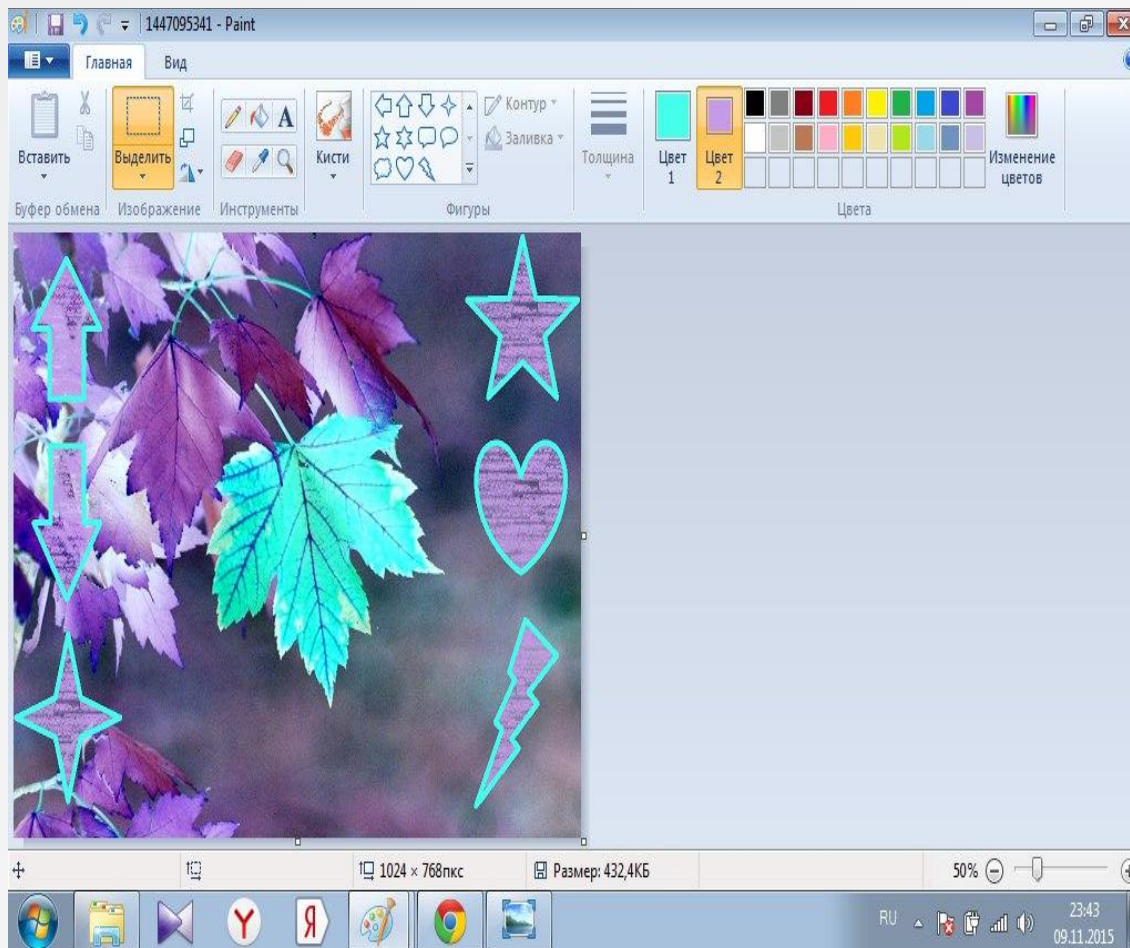 1447095341 - Paint
Главная Вид
Вставить
Выделить
A
Кисти
Контур
Заливка
Толщина
Цвет 1
Цвет 2
Изменение цветов
Буфер обмена
Изображение
Инструменты
Фигуры
Цвета
1024 × 768пкс
Размер: 432,4КБ
50%
Y
Я
RU
23:43
09.11.2015